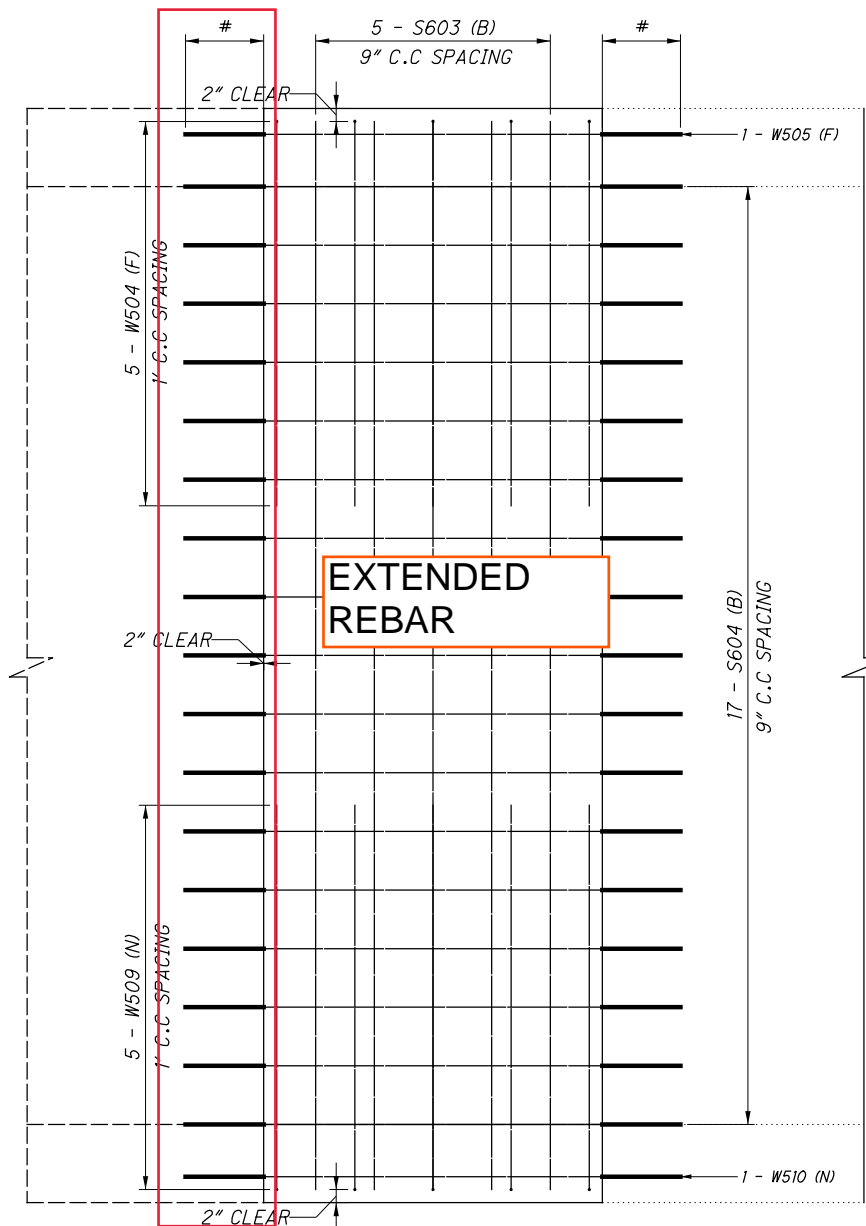 #
5 - S603 (B)
9" C.C SPACING
#
2" CLEAR
1 - W505 (F)
5 - W504 (F)
1' C.C SPACING
EXTENDED
REBAR
2" CLEAR
17 - S604 (B)
9" C.C SPACING
5 - W509 (N)
1' C.C SPACING
1 - W510 (N)
2" CLEAR